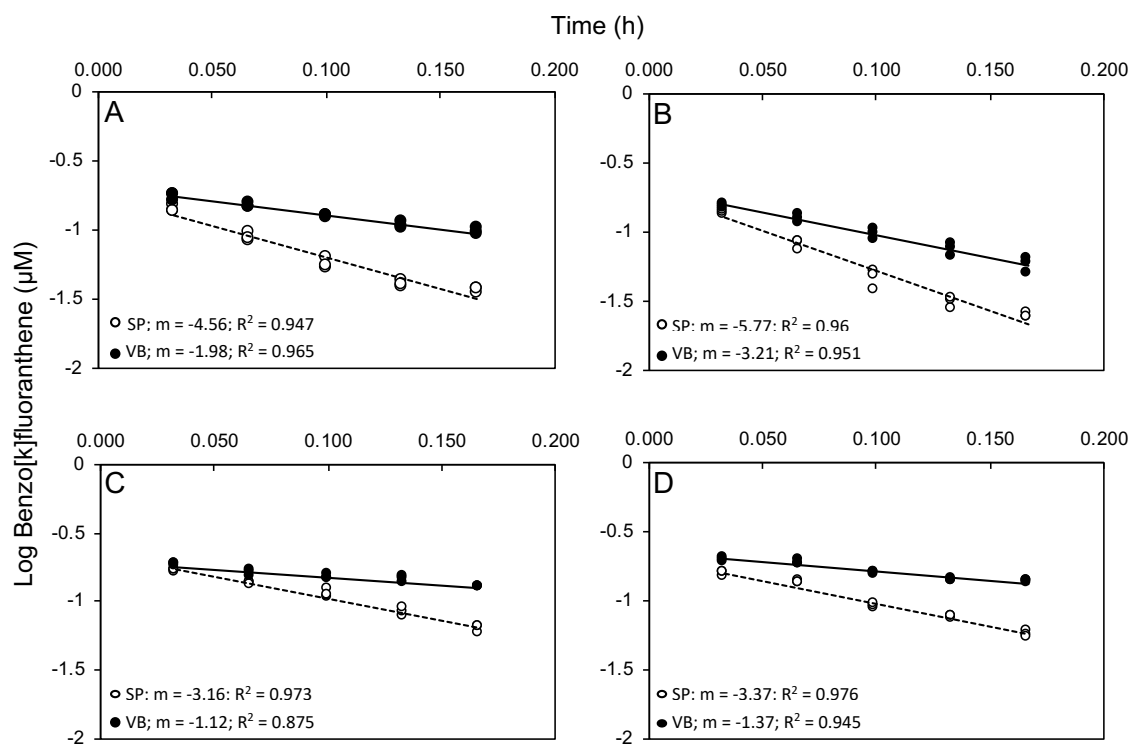 Time (h)
Log Benzo[k]fluoranthene (µM)
0.000 0.050 0.100 0.150 0.200
0
-0.5
-1
-1.5
-2
A
SP; m = -4.56; R² = 0.947
VB; m = -1.98; R² = 0.965
0.000 0.050 0.100 0.150 0.200
0
-0.5
-1
-1.5
-2
B
SP; m = -5.77; R² = 0.96
VB; m = -3.21; R² = 0.951
0.000 0.050 0.100 0.150 0.200
0
-0.5
-1
-1.5
-2
C
SP: m = -3.16: R² = 0.973
VB; m = -1.12; R² = 0.875
0.000 0.050 0.100 0.150 0.200
0
-0.5
-1
-1.5
-2
D
SP: m = -3.37: R² = 0.976
VB; m = -1.37; R² = 0.945